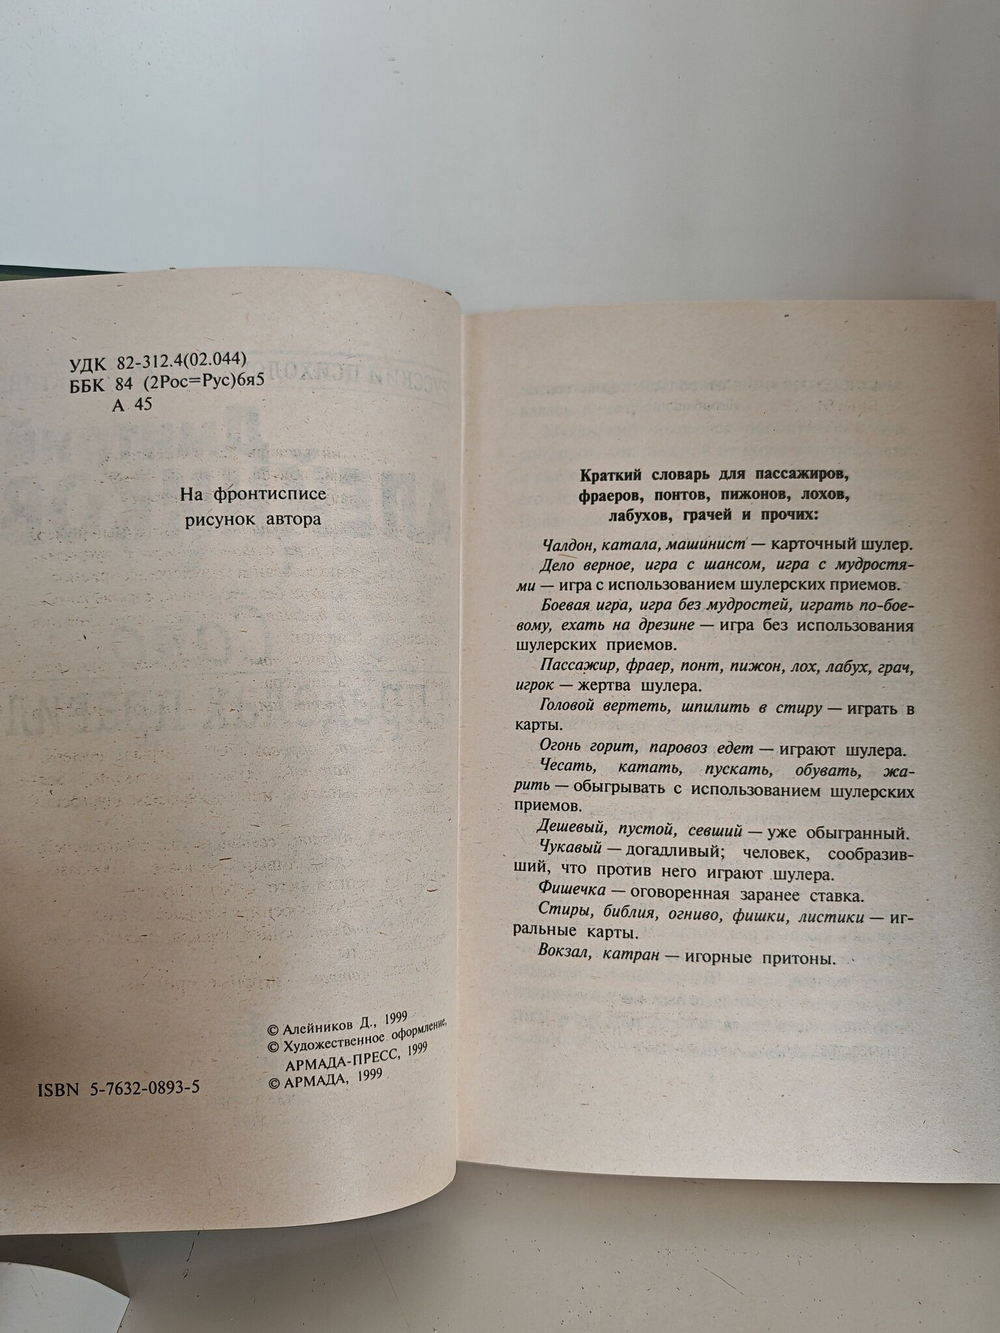 УДК 82-312.4(02.044)
ББК 84 (2Рос=Рус)6я5
А 45
На фронтисписе
рисунок автора
© Алейников Д., 1999
© Художественное оформление,
АРМАДА-ПРЕСС, 1999
© АРМАДА, 1999
ISBN 5-7632-0893-5
Краткий словарь для пассажиров,
фраеров, понтов, пижонов, лохов,
лабухов, грачей и прочих:
Чалдон, катала, машинист — карточный шулер.
Дело верное, игра с шансом, игра с мудростя-
ми — игра с использованием шулерских приемов.
Боевая игра, игра без мудростей, играть по-бое-
вому, ехать на дрезине — игра без использования
шулерских приемов.
Пассажир, фраер, понт, пижон, лох, лабух, грач,
игрок — жертва шулера.
Головой вертеть, шпилить в стиру — играть в
карты.
Огонь горит, паровоз едет — играют шулера.
Чесать, катать, пускать, обувать, жа-
рить — обыгрывать с использованием шулерских
приемов.
Дешевый, пустой, севший — уже обыгранный.
Чукавый — догадливый; человек, сообразив-
ший, что против него играют шулера.
Фишечка — оговоренная заранее ставка.
Стиры, библия, огниво, фишки, листики — иг-
ральные карты.
Вокзал, катран — игорные притоны.